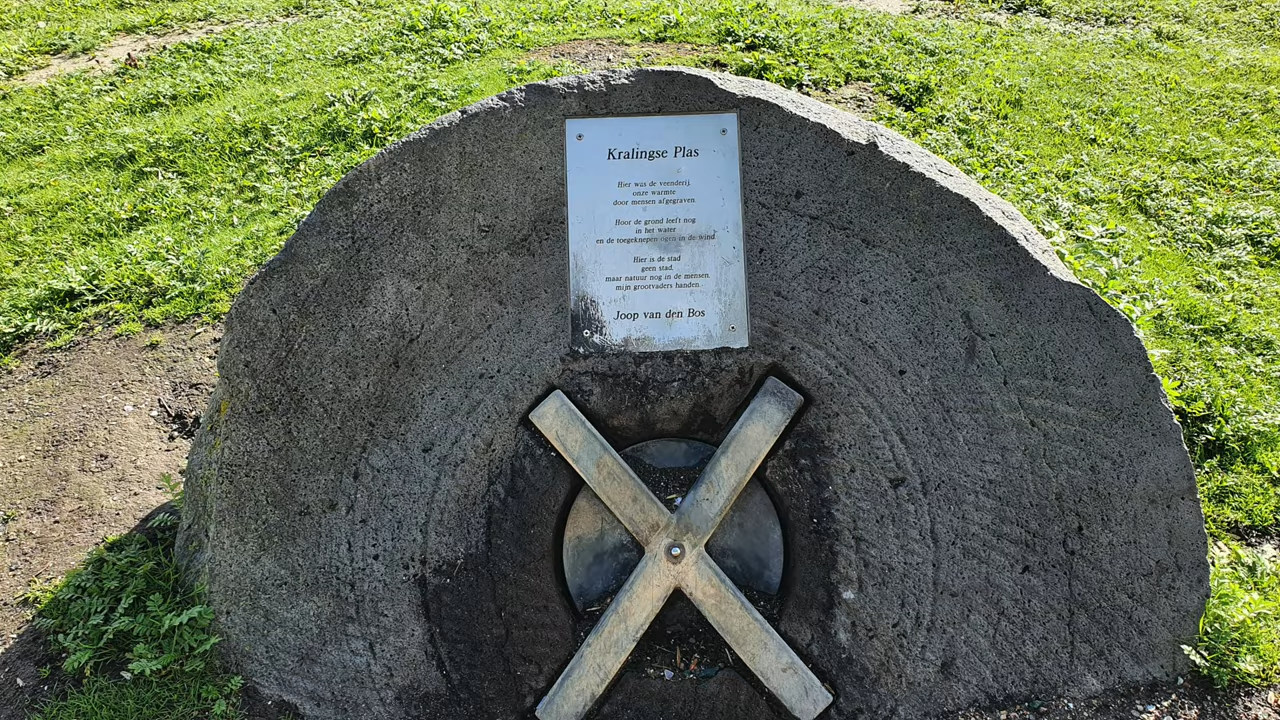 Kralingse Plas
Hier was de veenderij,
onze warmte
door mensen afgegraven.
Hoor de grond leeft nog
in het water
en de toegeknepen ogen in de wind.
Hier is de stad
geen stad,
maar natuur nog in de mensen,
mijn grootvaders handen.
Joop van den Bos